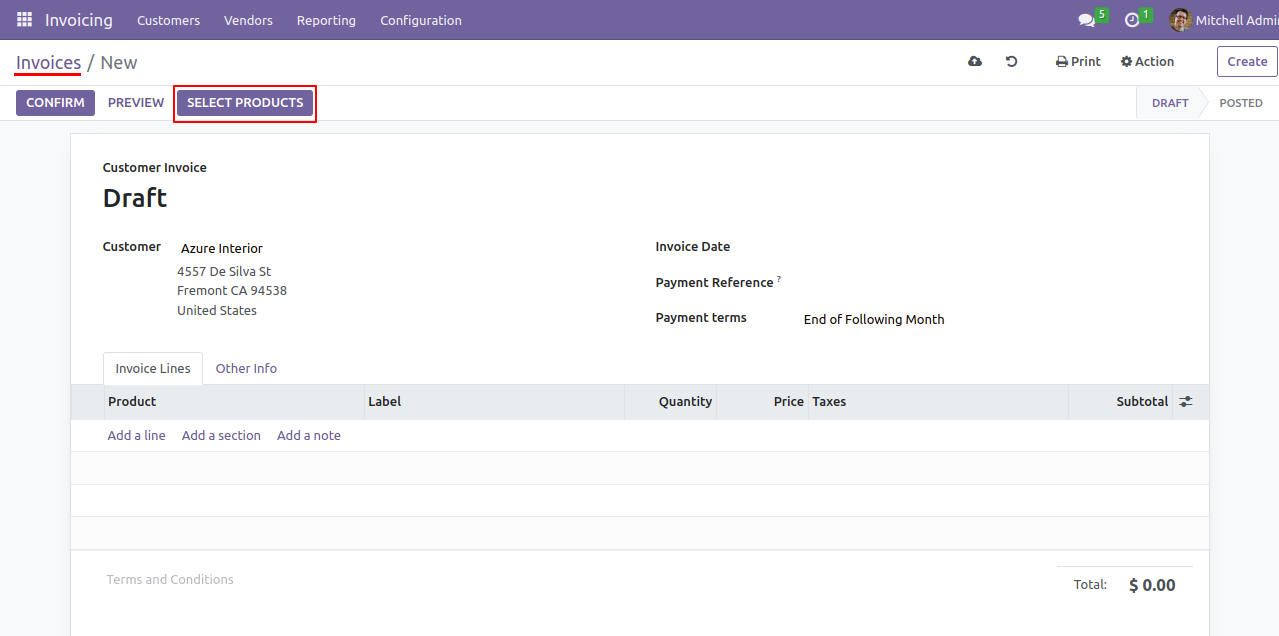 Invoicing Customers Vendors Reporting Configuration 5 1 Mitchell Admi
Invoices / New Print Action Create
CONFIRM PREVIEW SELECT PRODUCTS DRAFT POSTED
Customer Invoice
Draft
Customer Azure Interior Invoice Date
4557 De Silva St
Fremont CA 94538 Payment Reference ?
United States Payment terms End of Following Month
Invoice Lines Other Info
Product Label Quantity Price Taxes Subtotal
Add a line Add a section Add a note
Terms and Conditions Total: $ 0.00